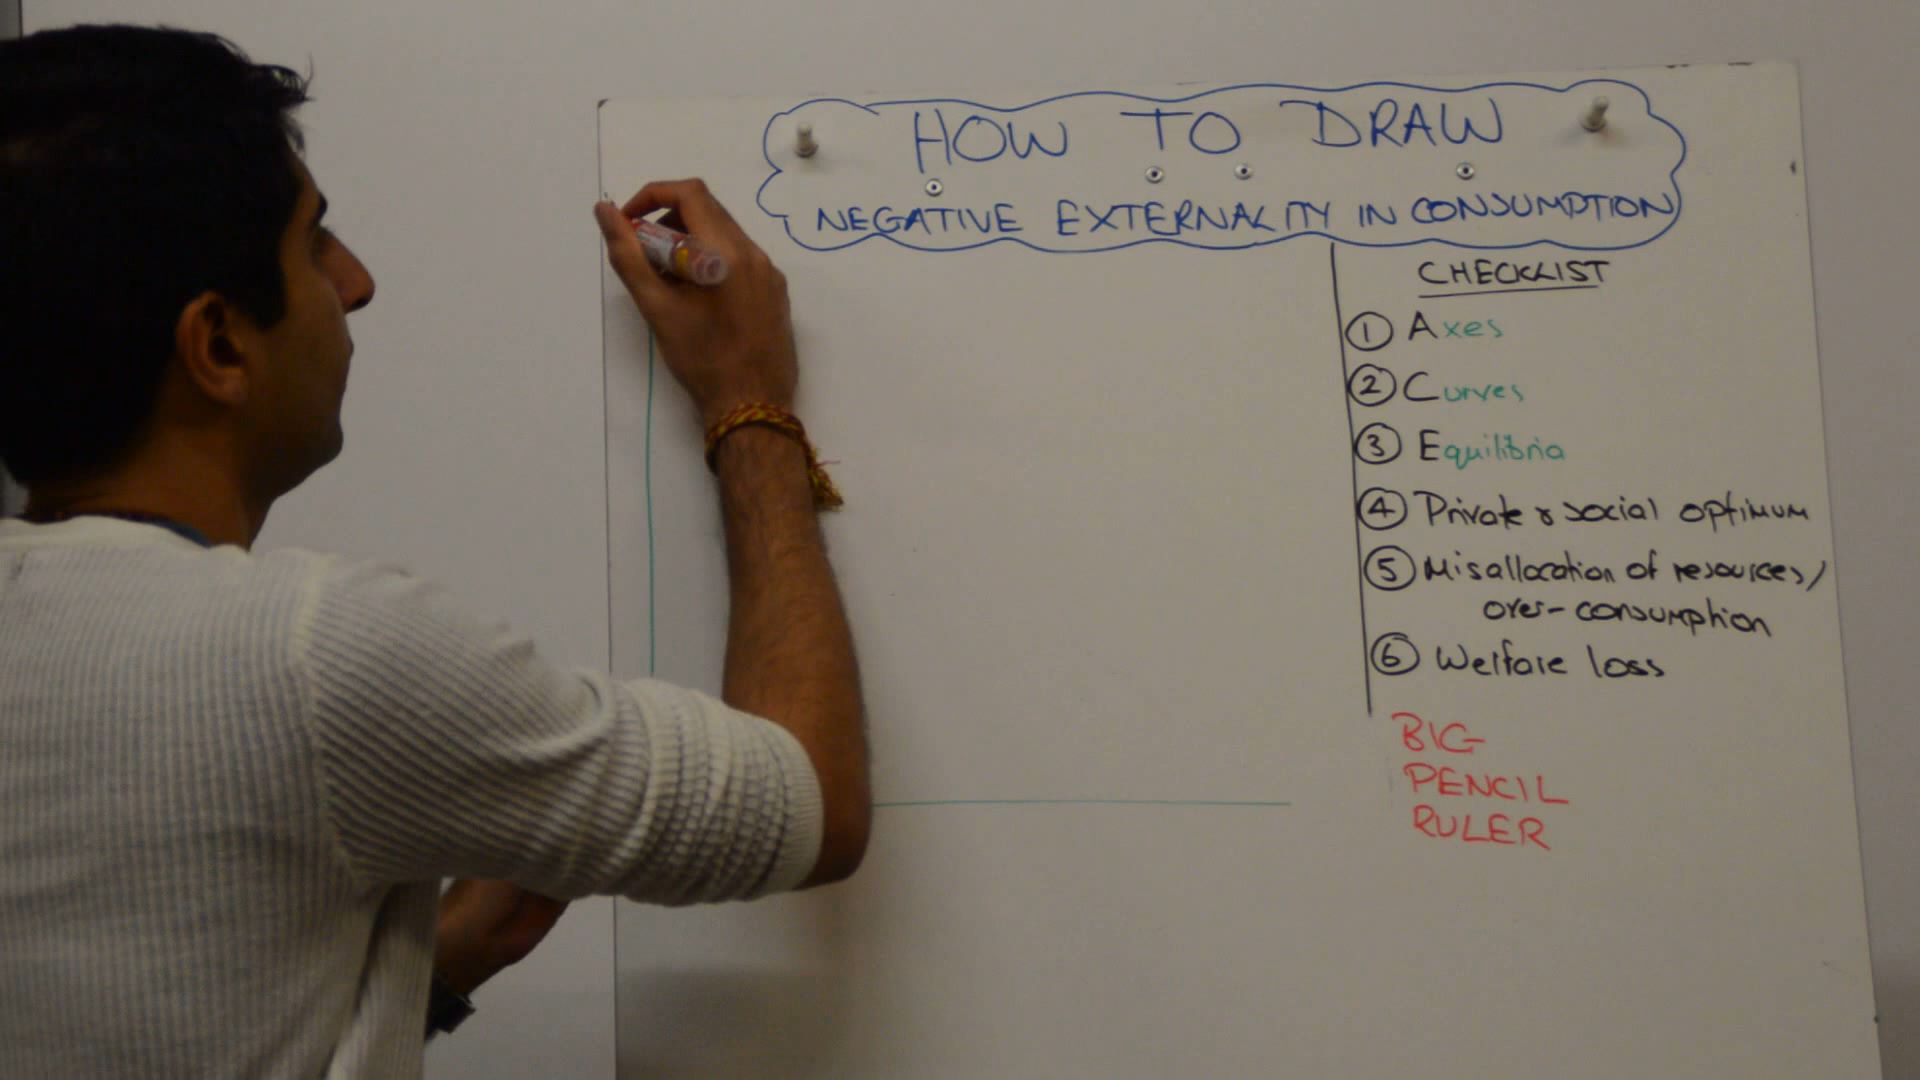 HOW TO DRAW
NEGATIVE EXTERNALITY IN CONSUMPTION
CHECKLIST
1 Axes
2 Curves
3 Equilibria
4 Private & social optimum
5 Misallocation of resources/
over-consumption
6 Welfare loss
BIG
PENCIL
RULER